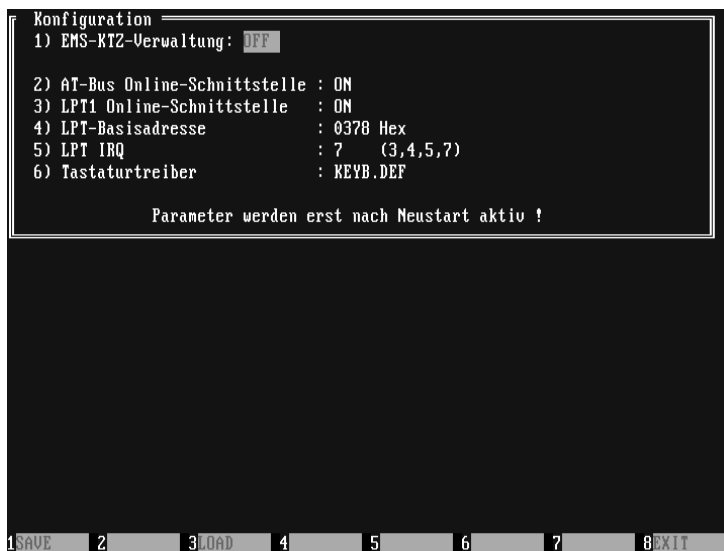 Konfiguration
1) EMS-KTZ-Verwaltung: OFF
2) AT-Bus Online-Schnittstelle : ON
3) LPT1 Online-Schnittstelle : ON
4) LPT-Basisadresse : 0378 Hex
5) LPT IRQ : 7 (3,4,5,7)
6) Tastaturtreiber : KEYB.DEF
Parameter werden erst nach Neustart aktiv !
1SAVE 2 3LOAD 4 5 6 7 8EXIT